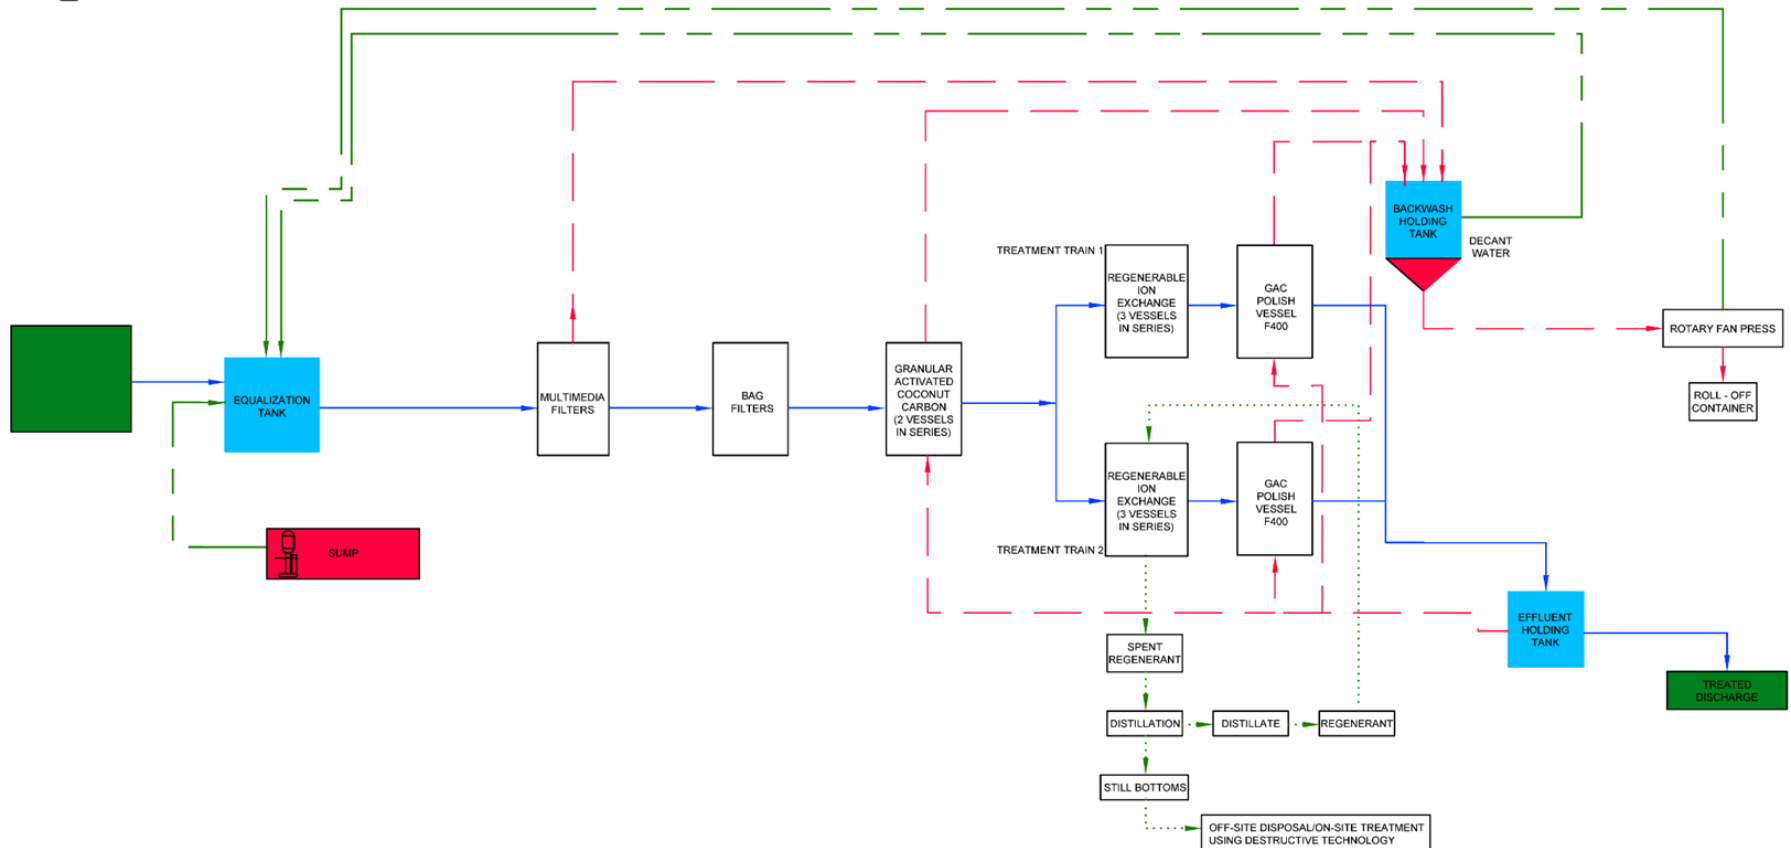 BACKWASH
HOLDING
TANK
DECANT
WATER
TREATMENT TRAIN 1
REGENERABLE
ION
EXCHANGE
(3 VESSELS
IN SERIES)
GAC
POLISH
VESSEL
F400
ROTARY FAN PRESS
ROLL - OFF
CONTAINER
EQUALIZATION
TANK
MULTIMEDIA
FILTERS
BAG
FILTERS
GRANULAR
ACTIVATED
COCONUT
CARBON
(2 VESSELS
IN SERIES)
REGENERABLE
ION
EXCHANGE
(3 VESSELS
IN SERIES)
GAC
POLISH
VESSEL
F400
TREATMENT TRAIN 2
SUMP
EFFLUENT
HOLDING
TANK
TREATED
DISCHARGE
SPENT
REGENERANT
DISTILLATION
DISTILLATE
REGENERANT
STILL BOTTOMS
OFF-SITE DISPOSAL/ON-SITE TREATMENT
USING DESTRUCTIVE TECHNOLOGY